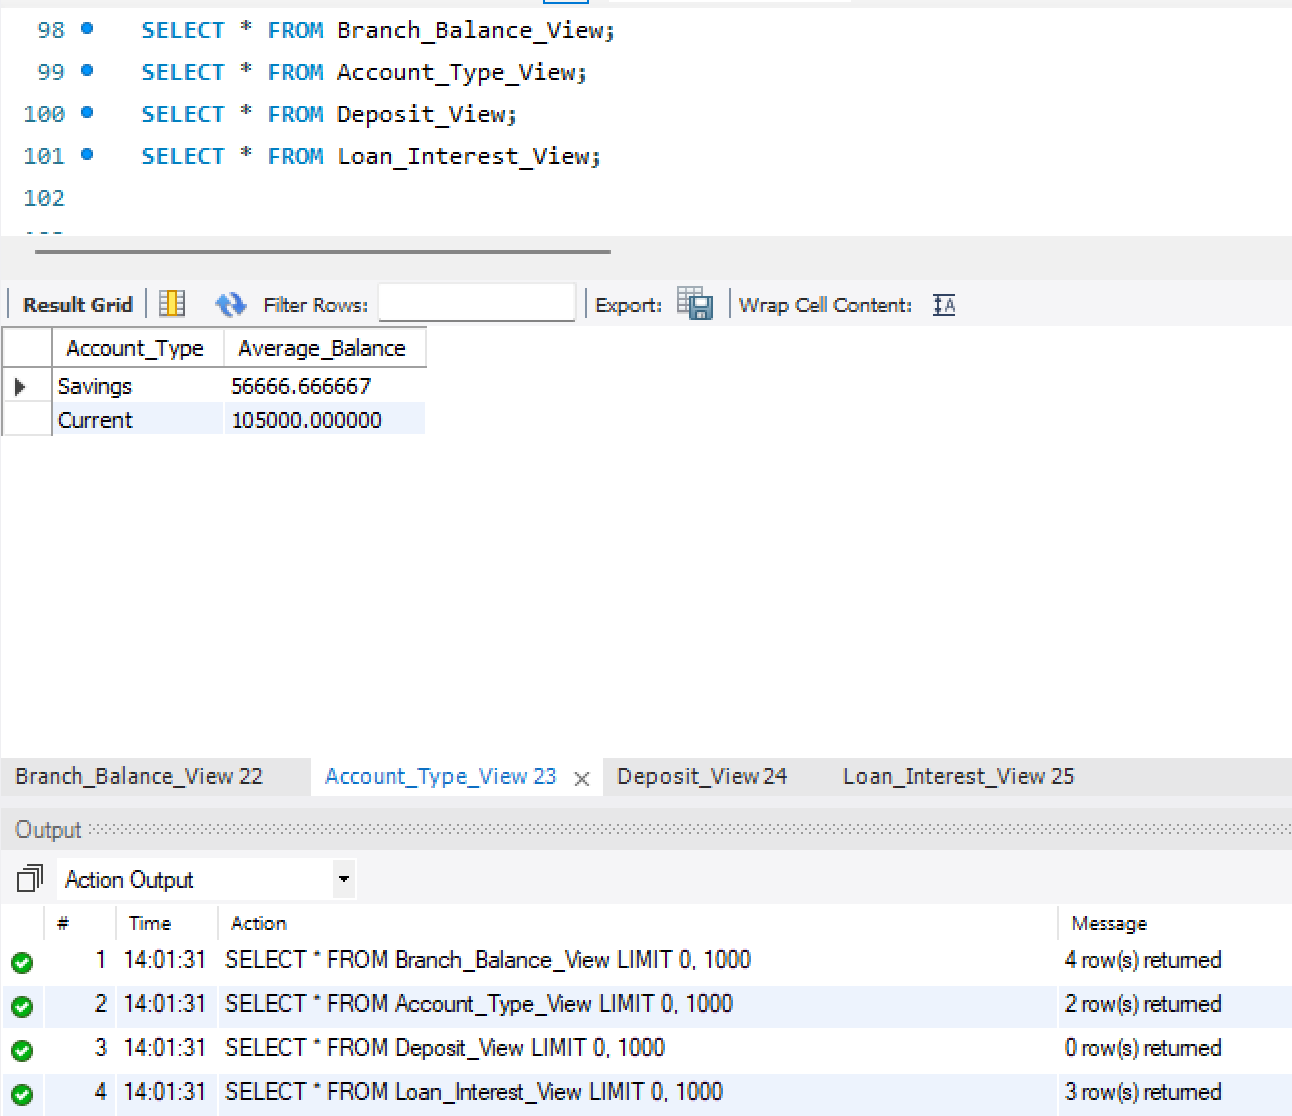 98 SELECT * FROM Branch_Balance_View;
99 SELECT * FROM Account_Type_View;
100 SELECT * FROM Deposit_View;
101 SELECT * FROM Loan_Interest_View;
102
Result Grid Filter Rows: Export: Wrap Cell Content:
Account_Type Average_Balance
Savings 56666.666667
Current 105000.000000
Branch_Balance_View 22 Account_Type_View 23 Deposit_View 24 Loan_Interest_View 25
Output
Action Output
# Time Action Message
1 14:01:31 SELECT * FROM Branch_Balance_View LIMIT 0, 1000 4 row(s) returned
2 14:01:31 SELECT * FROM Account_Type_View LIMIT 0, 1000 2 row(s) returned
3 14:01:31 SELECT * FROM Deposit_View LIMIT 0, 1000 0 row(s) returned
4 14:01:31 SELECT * FROM Loan_Interest_View LIMIT 0, 1000 3 row(s) returned